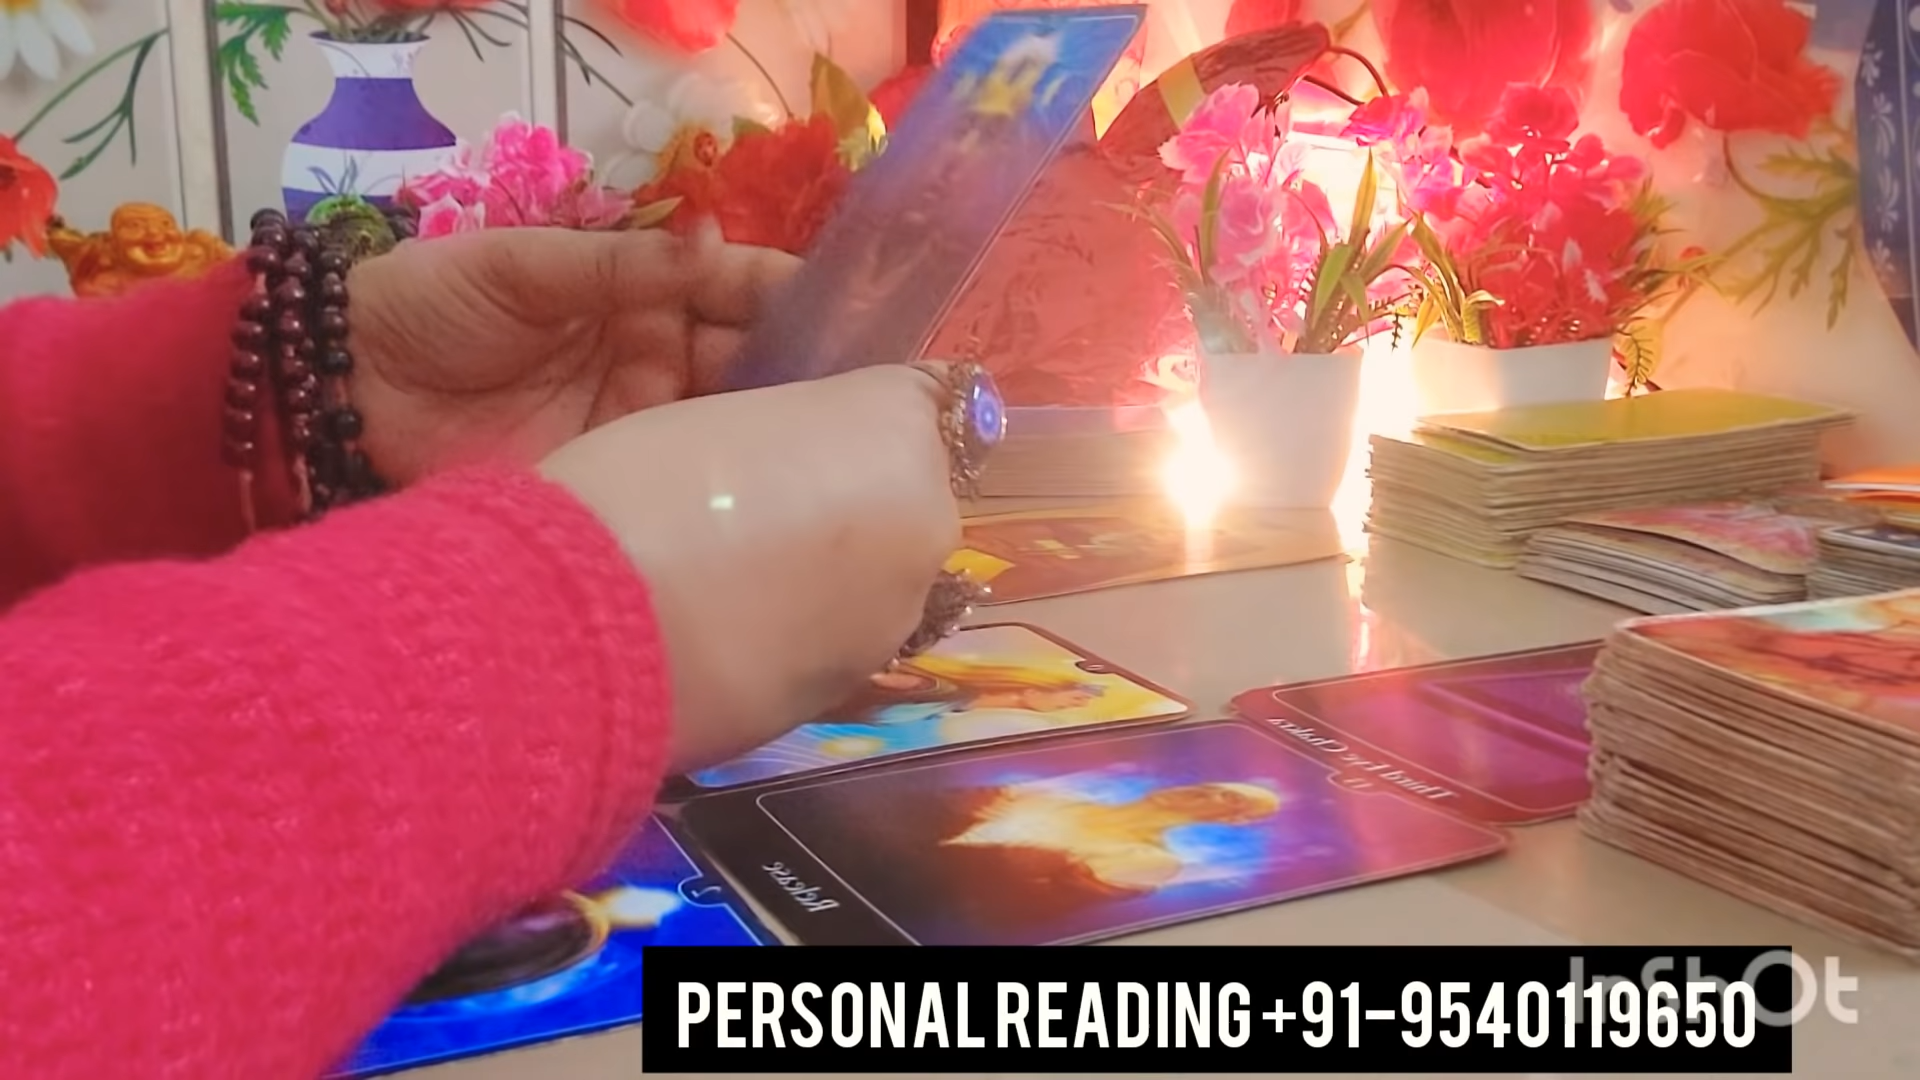 Third Eye Chakra
Release
PERSONAL READING +91-9540119650
InShOt